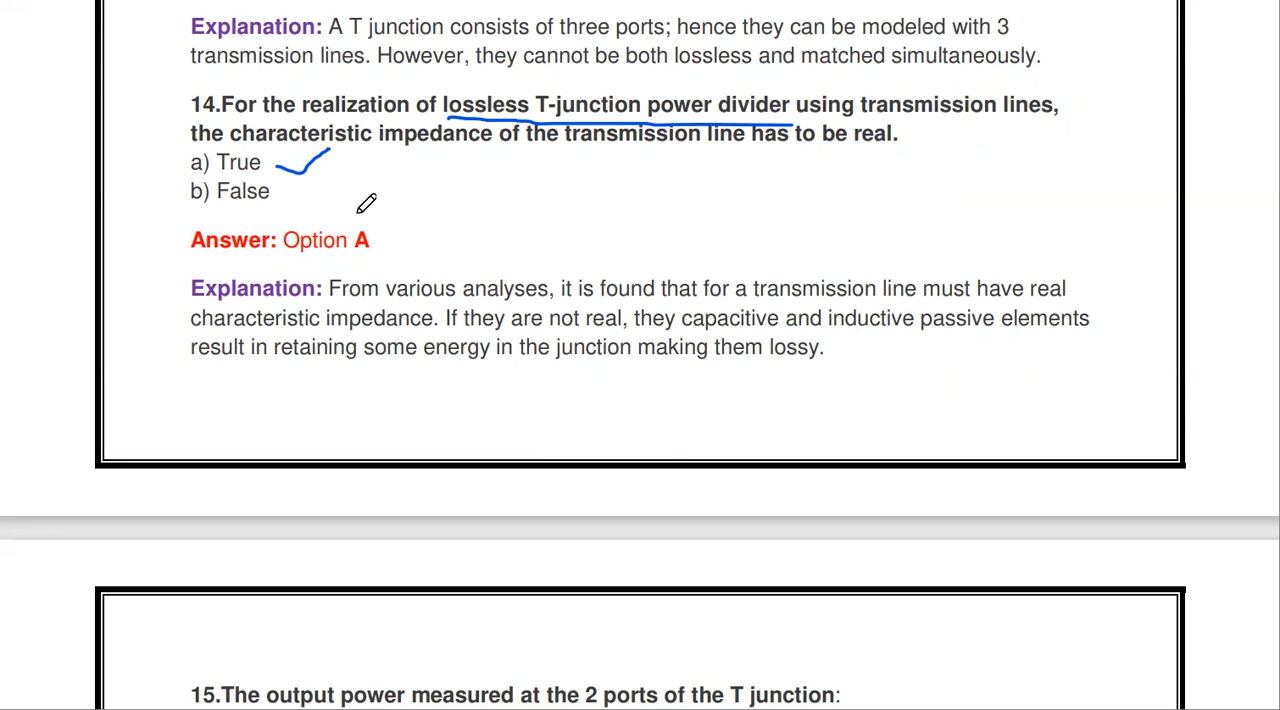 Explanation: A T junction consists of three ports; hence they can be modeled with 3
transmission lines. However, they cannot be both lossless and matched simultaneously.
14.For the realization of lossless T-junction power divider using transmission lines,
the characteristic impedance of the transmission line has to be real.
a) True
b) False
Answer: Option A
Explanation: From various analyses, it is found that for a transmission line must have real
characteristic impedance. If they are not real, they capacitive and inductive passive elements
result in retaining some energy in the junction making them lossy.
15.The output power measured at the 2 ports of the T junction: